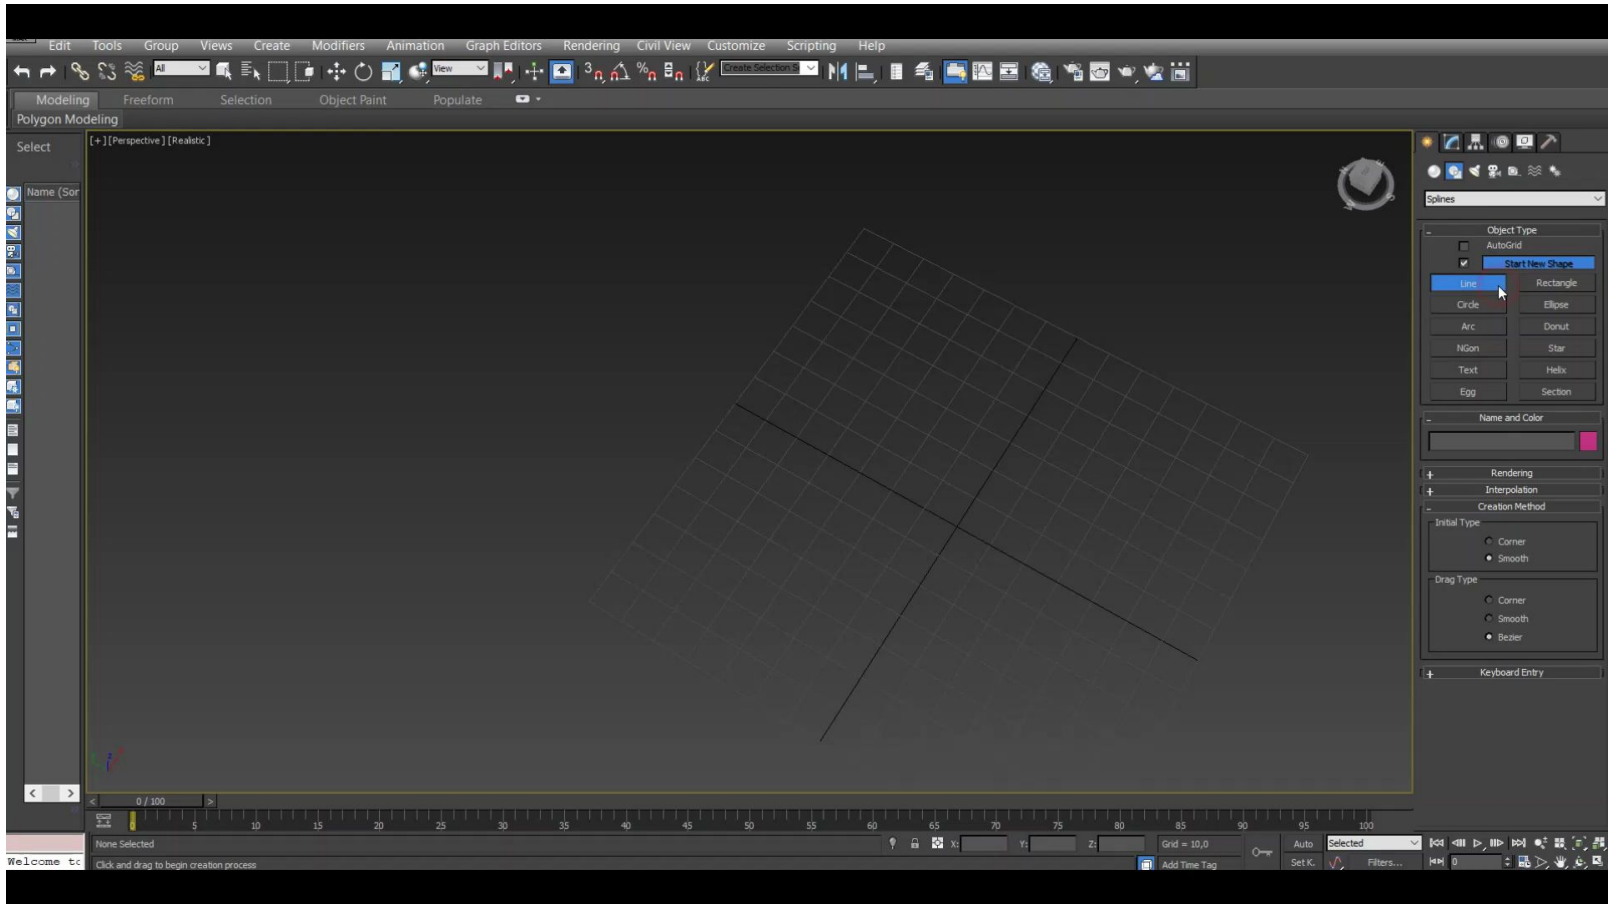 Edit Tools Group Views Create Modifiers Animation Graph Editors Rendering Civil View Customize Scripting Help
All View 3 % ABC Create Selection S
Modeling Freeform Selection Object Paint Populate
Polygon Modeling
Select
Name (Sor
[+] [Perspective] [Realistic]
Splines
Object Type
AutoGrid
Start New Shape
Line Rectangle
Circle Ellipse
Arc Donut
NGon Star
Text Helix
Egg Section
Name and Color
Rendering
Interpolation
Creation Method
Initial Type
Corner
Smooth
Drag Type
Corner
Smooth
Bezier
Keyboard Entry
< > < 0 / 100 >
0 5 10 15 20 25 30 35 40 45 50 55 60 65 70 75 80 85 90 95 100
None Selected X: Y: Z: Grid = 10,0 Auto Selected
Welcome to Click and drag to begin creation process Add Time Tag Set K. Filters... 0